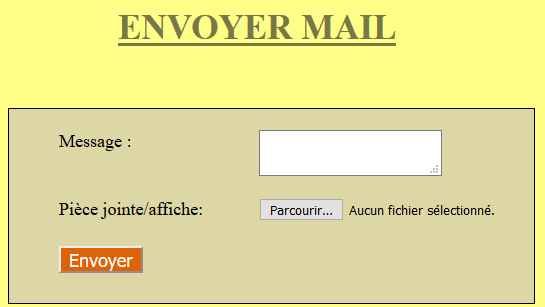 ENVOYER MAIL
Message :
Pièce jointe/affiche: Parcourir... Aucun fichier sélectionné.
Envoyer